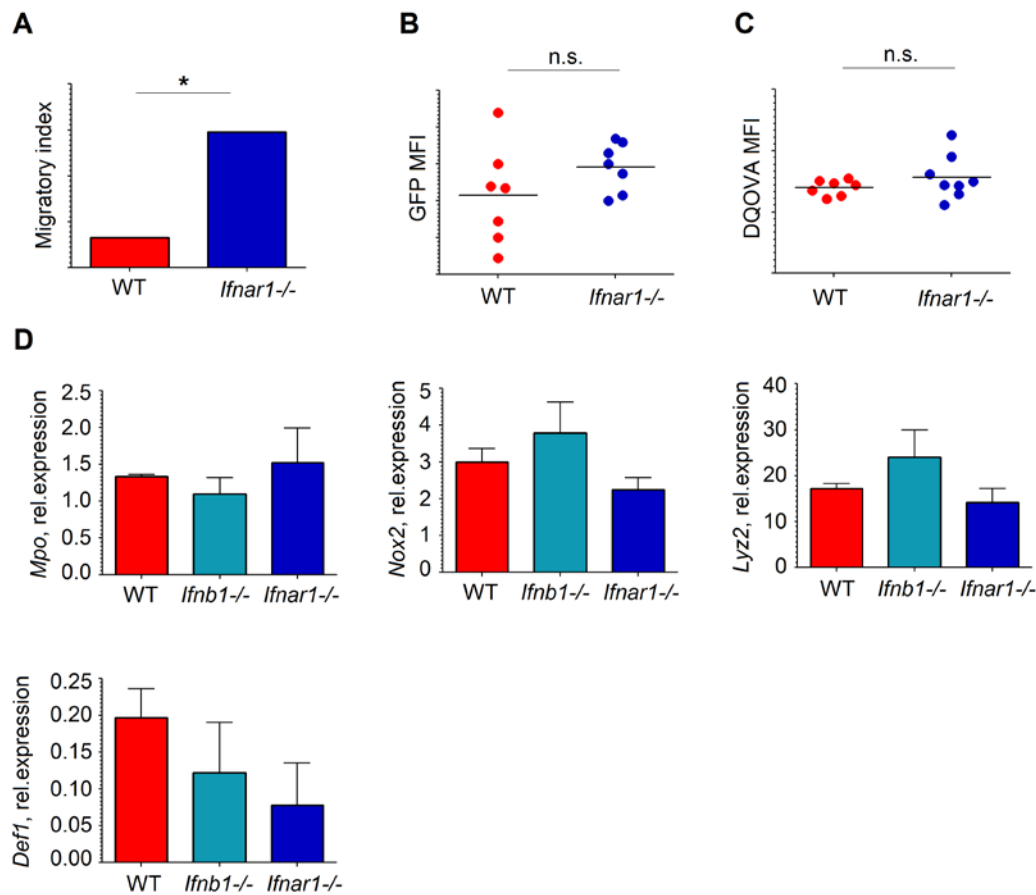 A
*
Migratory index
WT
Ifnar1-/-
B
n.s.
GFP MFI
WT
Ifnar1-/-
C
n.s.
DQOVA MFI
WT
Ifnar1-/-
D
Mpo, rel.expression
2.5
2.0
1.5
1.0
0.5
0.0
WT
Ifnb1-/-
Ifnar1-/-
Nox2, rel.expression
5
4
3
2
1
0
WT
Ifnb1-/-
Ifnar1-/-
Lyz2, rel.expression
40
30
20
10
0
WT
Ifnb1-/-
Ifnar1-/-
Def1, rel.expression
0.25
0.20
0.15
0.10
0.05
0.00
WT
Ifnb1-/-
Ifnar1-/-